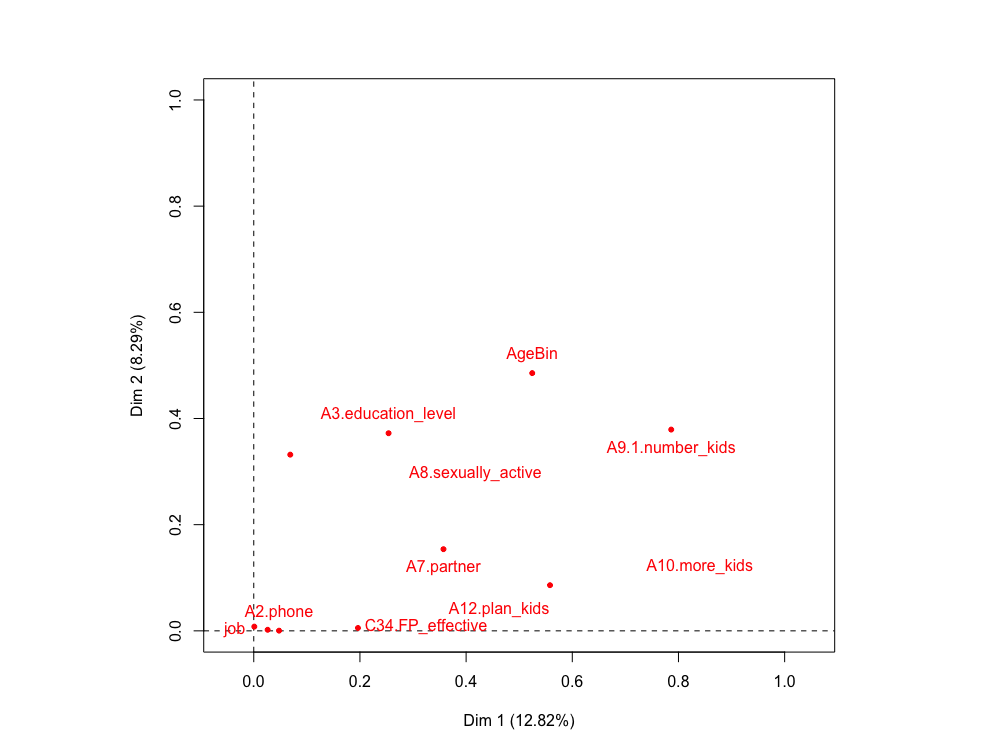 1.0
0.8
0.6
0.4
0.2
0.0
Dim 2 (8.29%)
AgeBin
A3.education_level
A9.1.number_kids
A8.sexually_active
A7.partner
A10.more_kids
A12.plan_kids
A2.phone
job
C34.FP_effective
0.0 0.2 0.4 0.6 0.8 1.0
Dim 1 (12.82%)